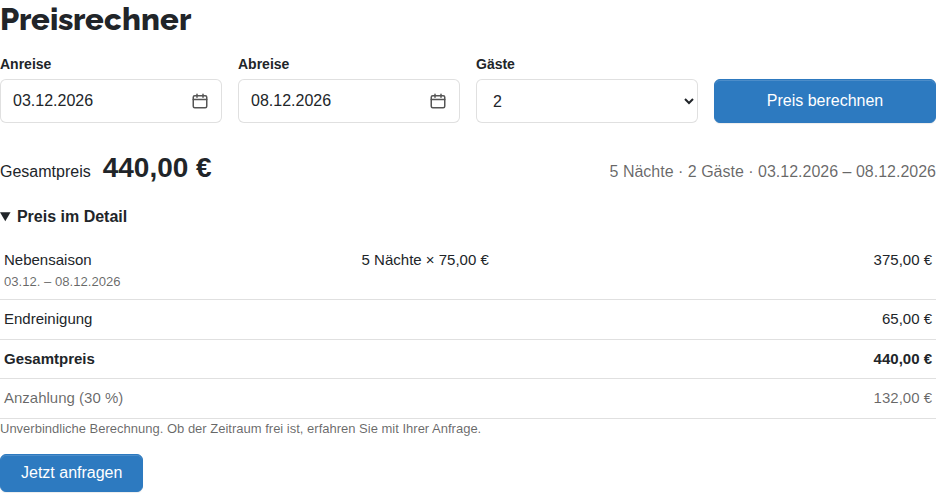 Preisrechner
Anreise Abreise Gäste
03.12.2026 08.12.2026 2 Preis berechnen
Gesamtpreis 440,00 € 5 Nächte · 2 Gäste · 03.12.2026 – 08.12.2026
Preis im Detail
Nebensaison 5 Nächte × 75,00 € 375,00 €
03.12. – 08.12.2026
Endreinigung 65,00 €
Gesamtpreis 440,00 €
Anzahlung (30 %) 132,00 €
Unverbindliche Berechnung. Ob der Zeitraum frei ist, erfahren Sie mit Ihrer Anfrage.
Jetzt anfragen